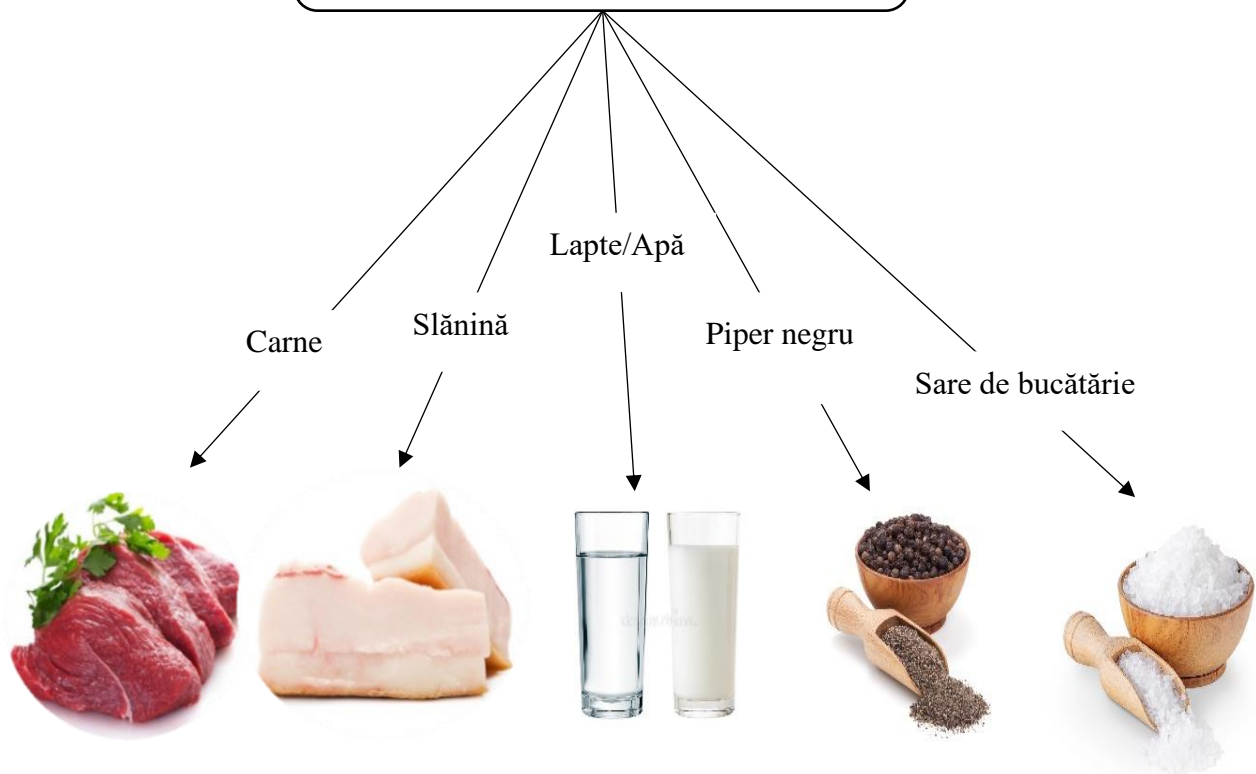 Lapte/Apă
Slănină
Carne
Piper negru
Sare de bucătărie